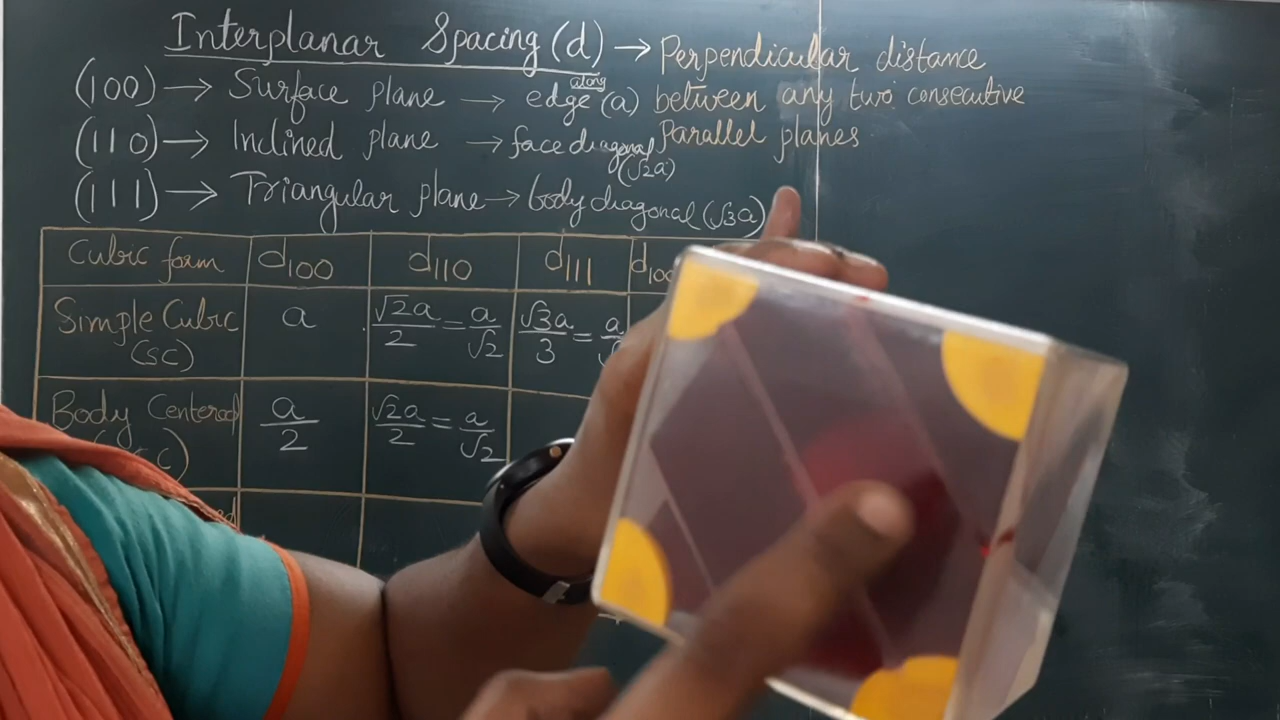 Interplanar Spacing (d) → Perpendicular distance
(100) → Surface plane → edge (a) between any two consecutive
along
(110) → Inclined plane → face diagonal Parallel planes
(√2a)
(111) → Triangular plane → body diagonal (√3a)
Cubic form d100 d110 d111 d100
Simple Cubic a √2a/2 = a/√2 √3a/3 = a/
(SC)
Body Centered a/2 √2a/2 = a/√2